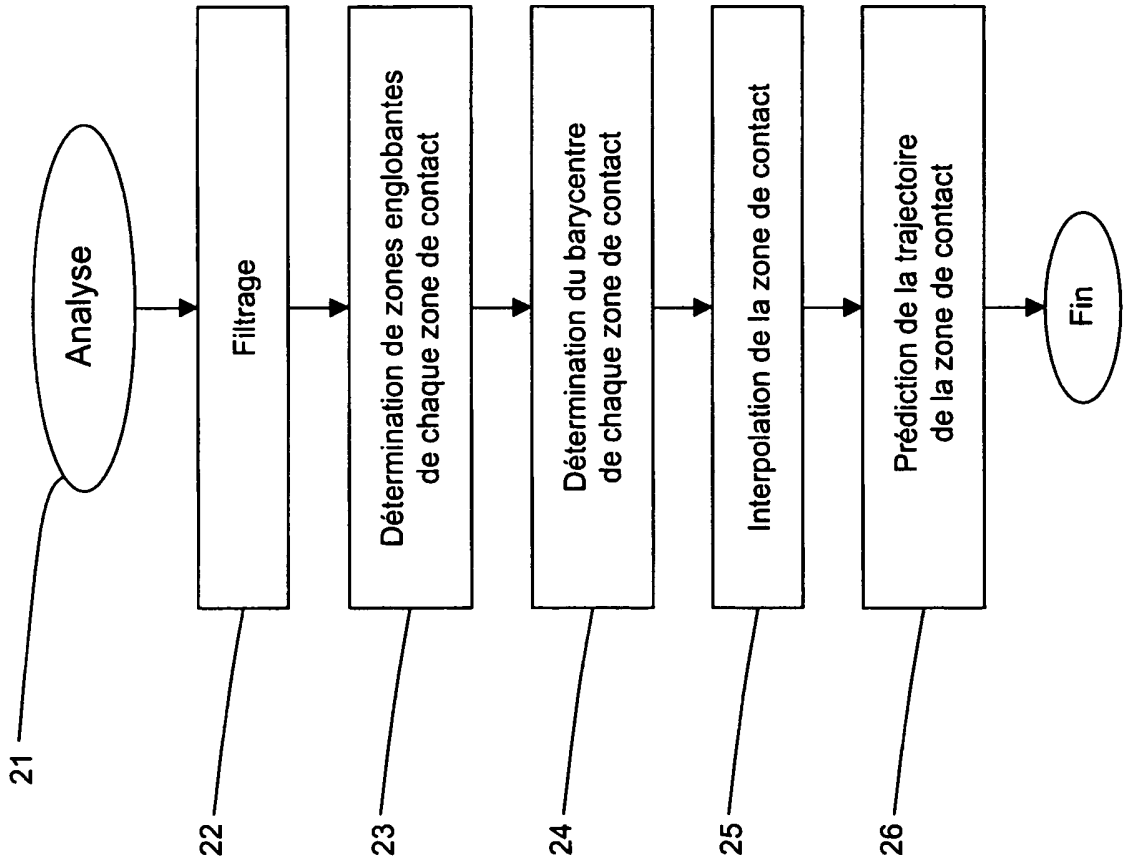 21
Analyse
22
Filtrage
23
Détermination de zones englobantes
de chaque zone de contact
24
Détermination du barycentre
de chaque zone de contact
25
Interpolation de la zone de contact
26
Prédiction de la trajectoire
de la zone de contact
Fin